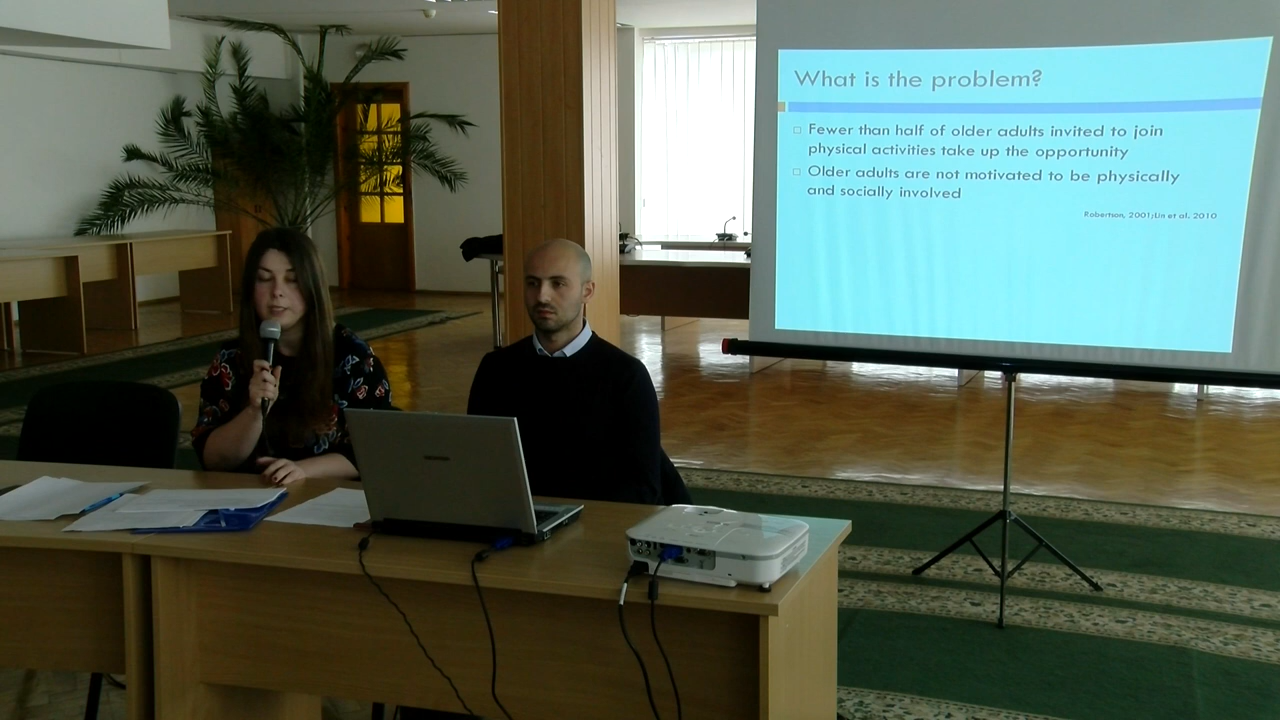 What is the problem?
Fewer than half of older adults invited to join
physical activities take up the opportunity
Older adults are not motivated to be physically
and socially involved
Robertson, 2001;Lin et al. 2010